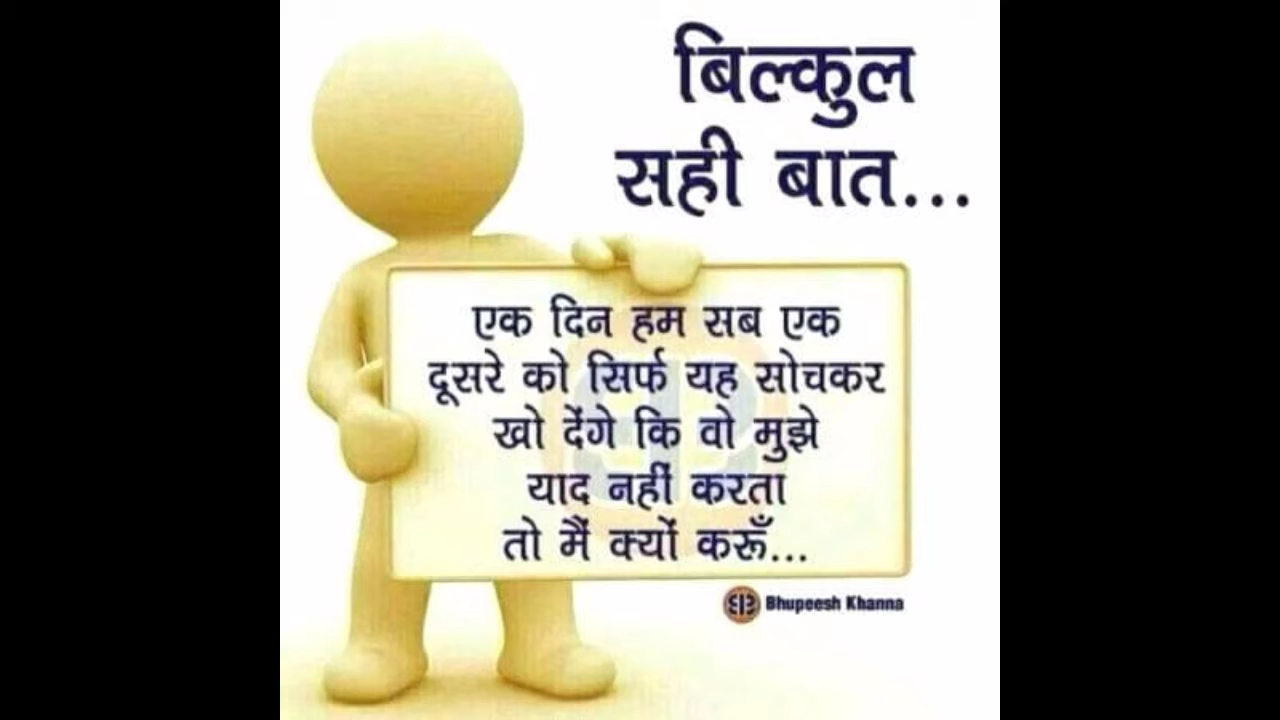 बिल्कुल
सही बात...
एक दिन हम सब एक
दूसरे को सिर्फ यह सोचकर
खो देंगे कि वो मुझे
याद नहीं करता
तो मैं क्यों करूँ...
Bhupeesh Khanna